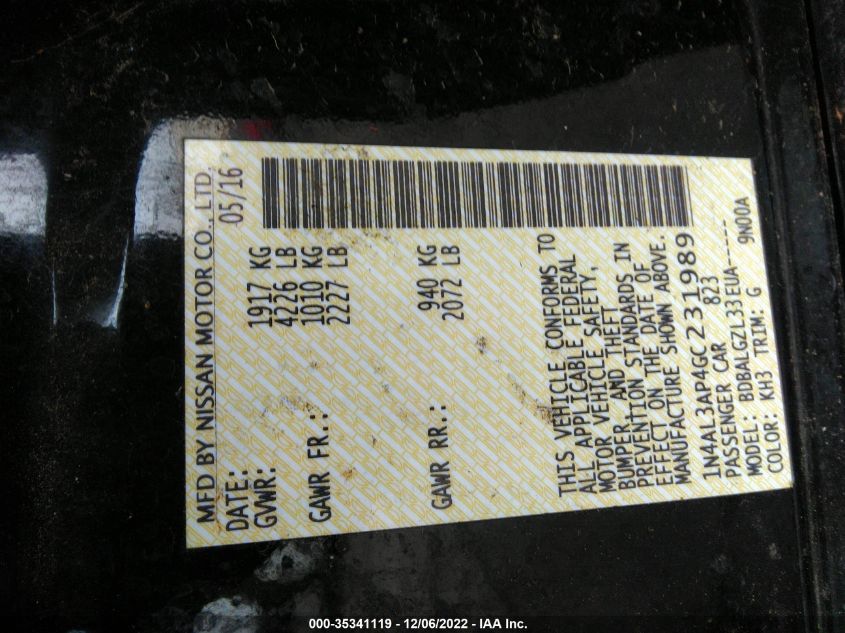 MFD BY NISSAN MOTOR CO., LTD.
DATE: 05/16
GVWR: 1917 KG
4226 LB
GAWR FR.: 1010 KG
2227 LB
GAWR RR.: 940 KG
2072 LB
THIS VEHICLE CONFORMS TO
ALL APPLICABLE FEDERAL
MOTOR VEHICLE SAFETY,
BUMPER, AND THEFT
PREVENTION STANDARDS IN
EFFECT ON THE DATE OF
MANUFACTURE SHOWN ABOVE.
1N4AL3AP4GC231989
PASSENGER CAR 823
MODEL: BDBALGZL33EUA-----
COLOR: KH3 TRIM: G 9ND0A
000-35341119 - 12/06/2022 - IAA Inc.